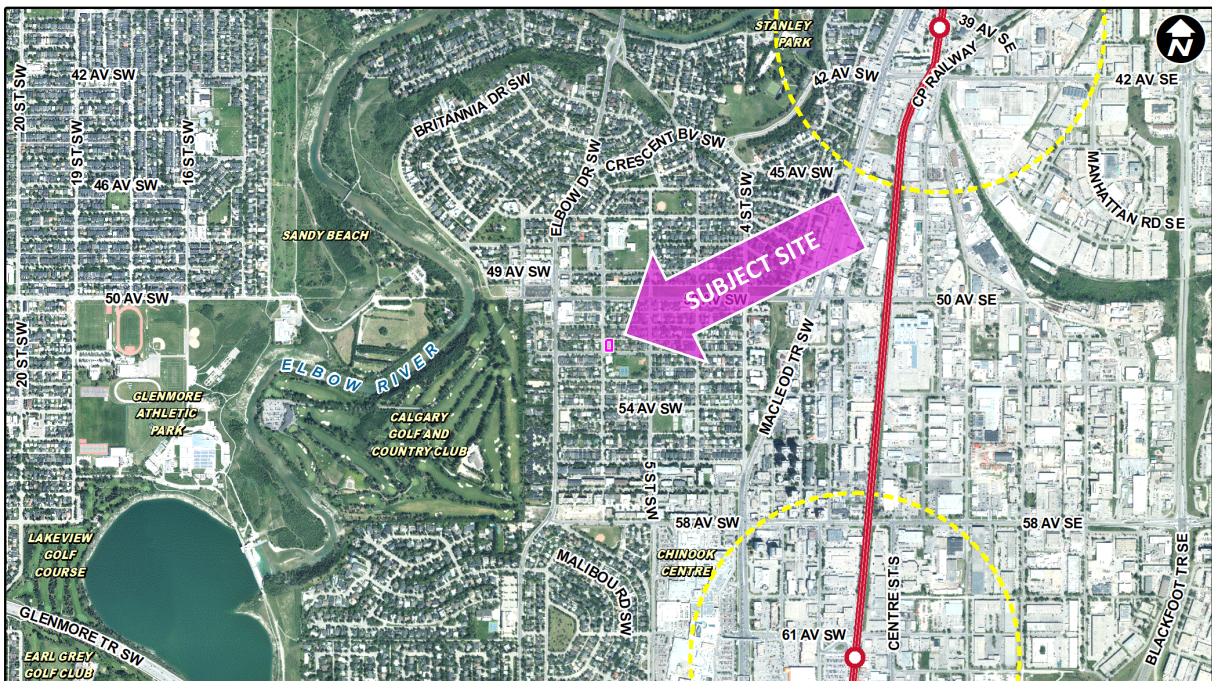 STANLEY
PARK
39 AV SE
N
20 ST SW
42 AV SW
42 AV SW
CP RAILWAY
42 AV SE
BRITANNIA DR SW
19 ST SW
16 ST SW
CRESCENT BV SW
MANHATTAN RD SE
46 AV SW
ELBOW DR SW
45 AV SW
4 ST SW
SANDY BEACH
SUBJECT SITE
49 AV SW
50 AV SW
SW
50 AV SE
20 ST SW
ELBOW RIVER
MACLEOD TR SW
GLENMORE
ATHLETIC
PARK
CALGARY
GOLF AND
COUNTRY CLUB
54 AV SW
5 ST SW
58 AV SW
58 AV SE
LAKEVIEW
GOLF
COURSE
CHINOOK
CENTRE
MALIBOU RD SW
CENTRE ST S
BLACKFOOT TR SE
GLENMORE TR SW
61 AV SW
EARL GREY
GOLF CLUB